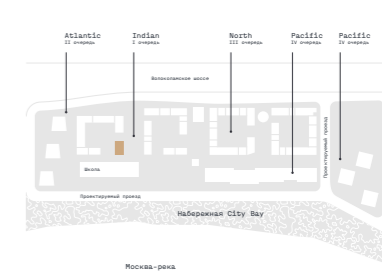 Atlantic
II очередь
Indian
I очередь
North
III очередь
Pacific
IV очередь
Pacific
IV очередь
Волоколамское шоссе
Проектируемый проезд
Школа
Проектируемый проезд
Набережная City Bay
Москва-река